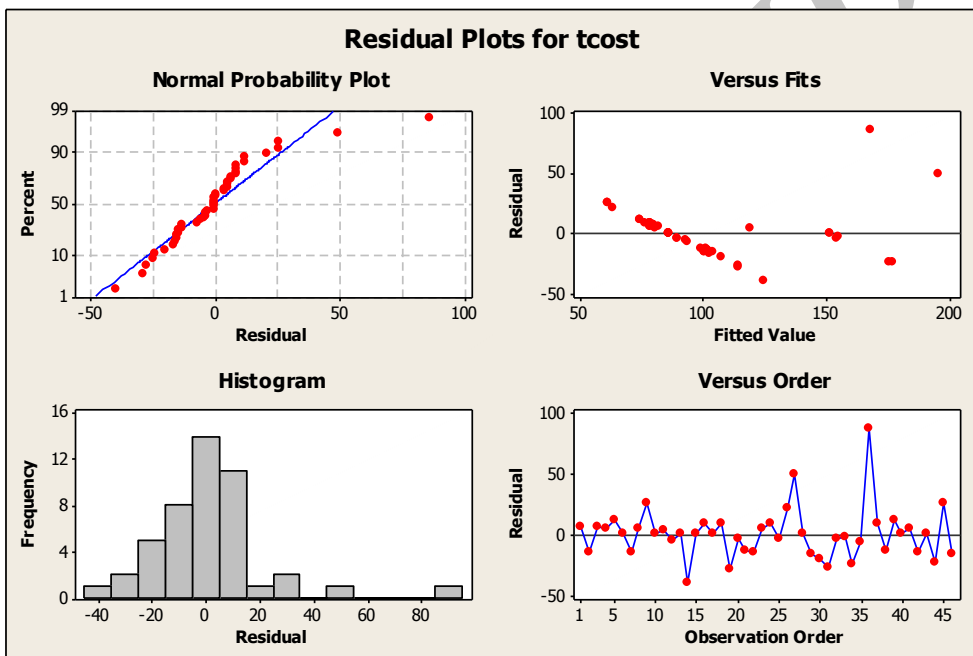 Residual Plots for tcost
Normal Probability Plot
99
90
50
10
1
Percent
-50 0 50 100
Residual
Versus Fits
100
50
0
-50
Residual
50 100 150 200
Fitted Value
Histogram
16
12
8
4
0
Frequency
-40 -20 0 20 40 60 80
Residual
Versus Order
100
50
0
-50
Residual
1 5 10 15 20 25 30 35 40 45
Observation Order